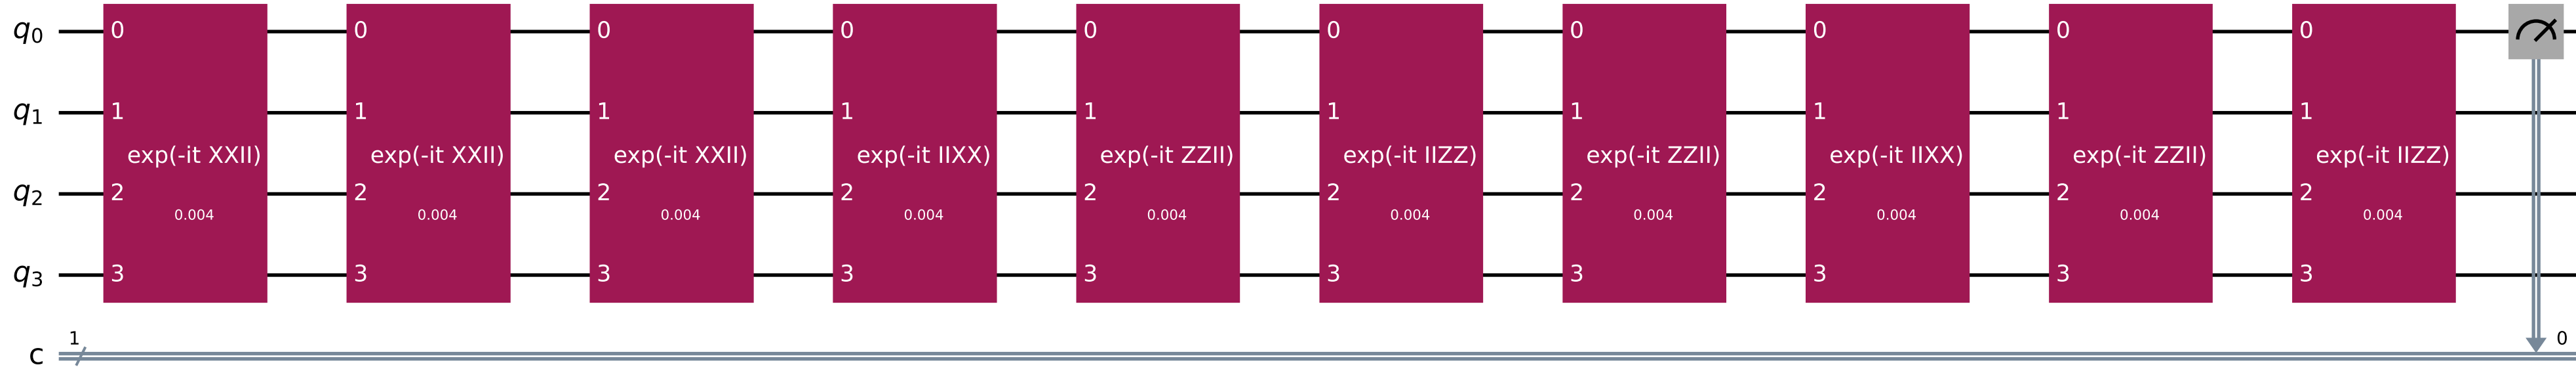 q0 0 0 0 0 0 0 0 0 0 0
q1 1 1 1 1 1 1 1 1 1 1
exp(-it XXII) exp(-it XXII) exp(-it XXII) exp(-it IIXX) exp(-it ZZII) exp(-it IIZZ) exp(-it ZZII) exp(-it IIXX) exp(-it ZZII) exp(-it IIZZ)
q2 2 2 2 2 2 2 2 2 2 2
0.004 0.004 0.004 0.004 0.004 0.004 0.004 0.004 0.004 0.004
q3 3 3 3 3 3 3 3 3 3 3
1 0
c